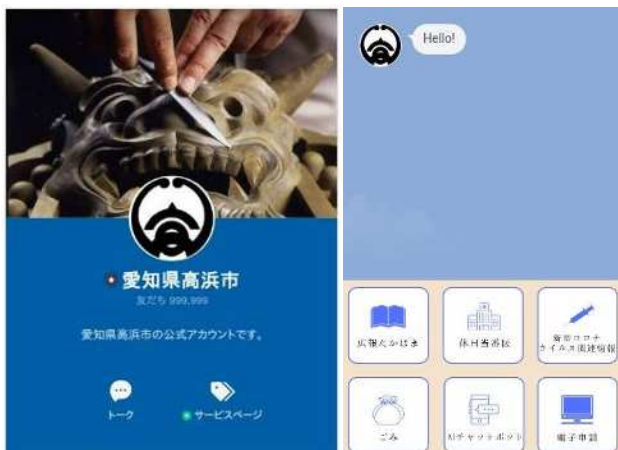 愛知県高浜市
友だち 999,999
愛知県高浜市の公式アカウントです。
トーク
サービスページ
Hello!
広報たかはま
休日当番医
新型コロナ
ウイルス関連情報
ごみ
AIチャットボット
電子申請